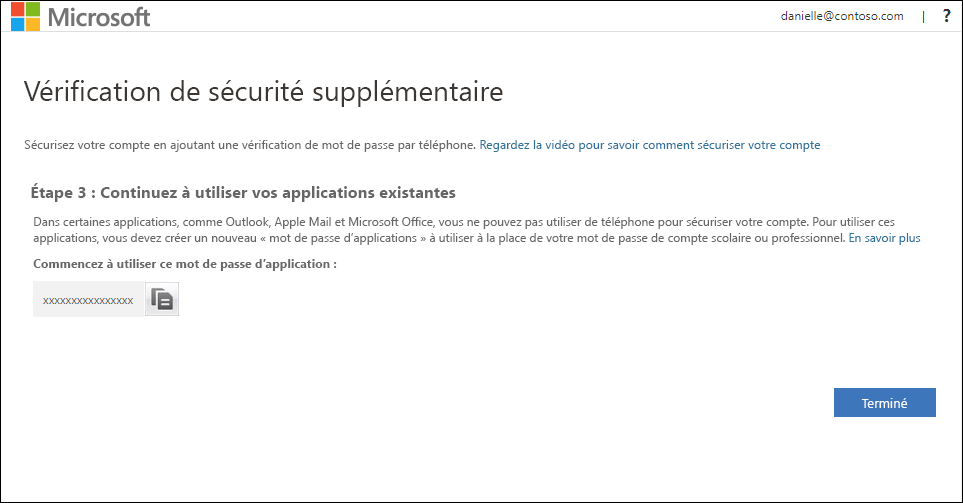 Microsoft
danielle@contoso.com | ?
Vérification de sécurité supplémentaire
Sécurisez votre compte en ajoutant une vérification de mot de passe par téléphone. Regardez la vidéo pour savoir comment sécuriser votre compte
Étape 3 : Continuez à utiliser vos applications existantes
Dans certaines applications, comme Outlook, Apple Mail et Microsoft Office, vous ne pouvez pas utiliser de téléphone pour sécuriser votre compte. Pour utiliser ces
applications, vous devez créer un nouveau « mot de passe d’applications » à utiliser à la place de votre mot de passe de compte scolaire ou professionnel. En savoir plus
Commencez à utiliser ce mot de passe d’application :
xxxxxxxxxxxxxxxx
Terminé